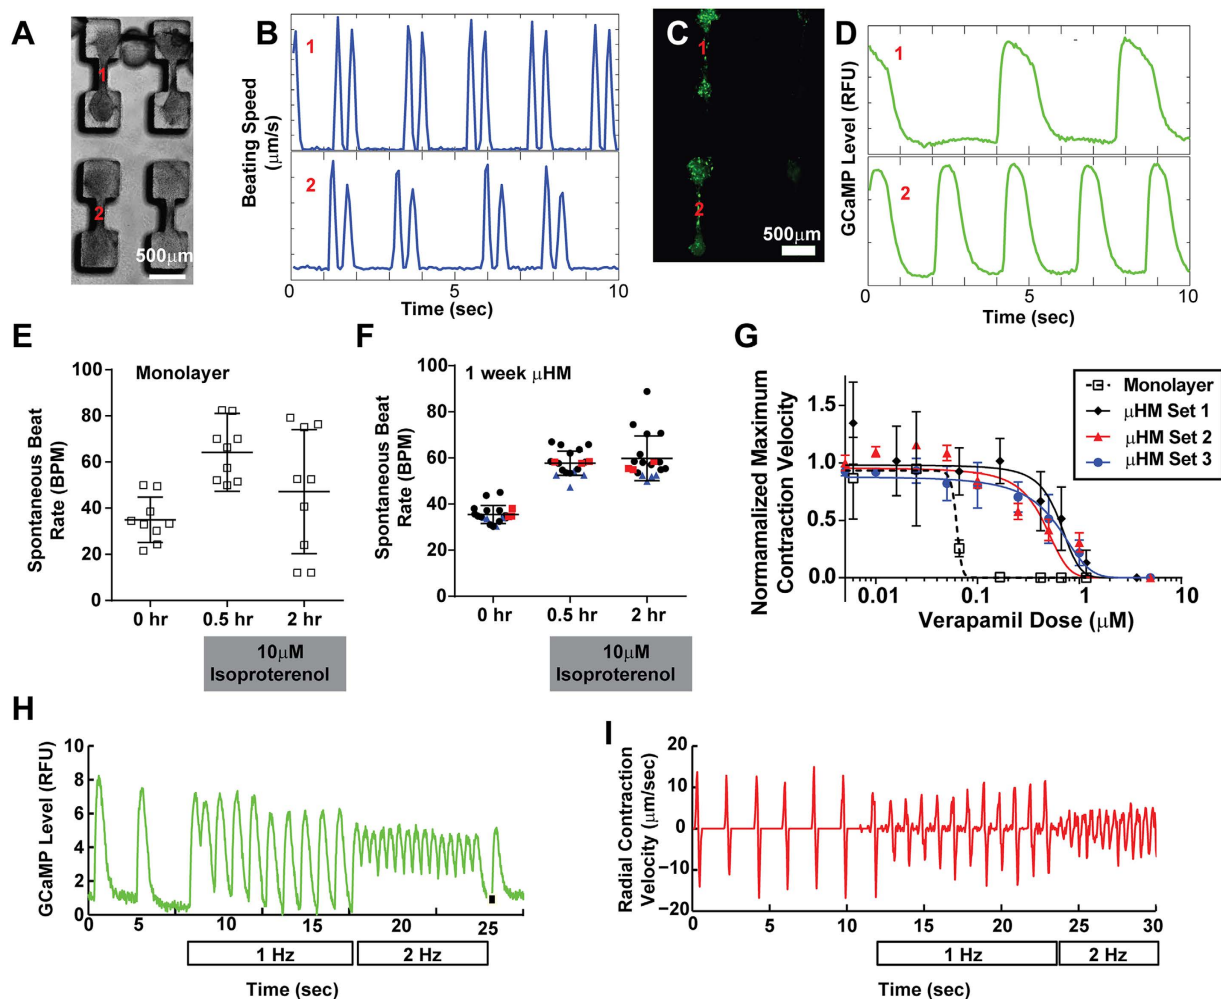 A
1
2
500μm
B
1
2
Beating Speed
(μm/s)
0
5
10
Time (sec)
C
1
2
500μm
D
1
2
GCaMP Level (RFU)
0
5
10
Time (sec)
E
Monolayer
Spontaneous Beat
Rate (BPM)
100
80
60
40
20
0
0 hr
0.5 hr
2 hr
10μM
Isoproterenol
F
1 week μHM
Spontaneous Beat
Rate (BPM)
100
80
60
40
20
0
0 hr
0.5 hr
2 hr
10μM
Isoproterenol
G
Normamalized Maximum
Contraction Velocity
1.5
1.0
0.5
0.0
0.01
0.1
1
10
Verapamil Dose (μM)
Monolayer
μHM Set 1
μHM Set 2
μHM Set 3
H
GCaMP Level (RFU)
10
8
6
4
2
0
0
5
10
15
20
25
1 Hz
2 Hz
Time (sec)
I
Radial Contraction
Velocity (μm/sec)
20
10
0
−10
−20
0
5
10
15
20
25
30
1 Hz
2 Hz
Time (sec)